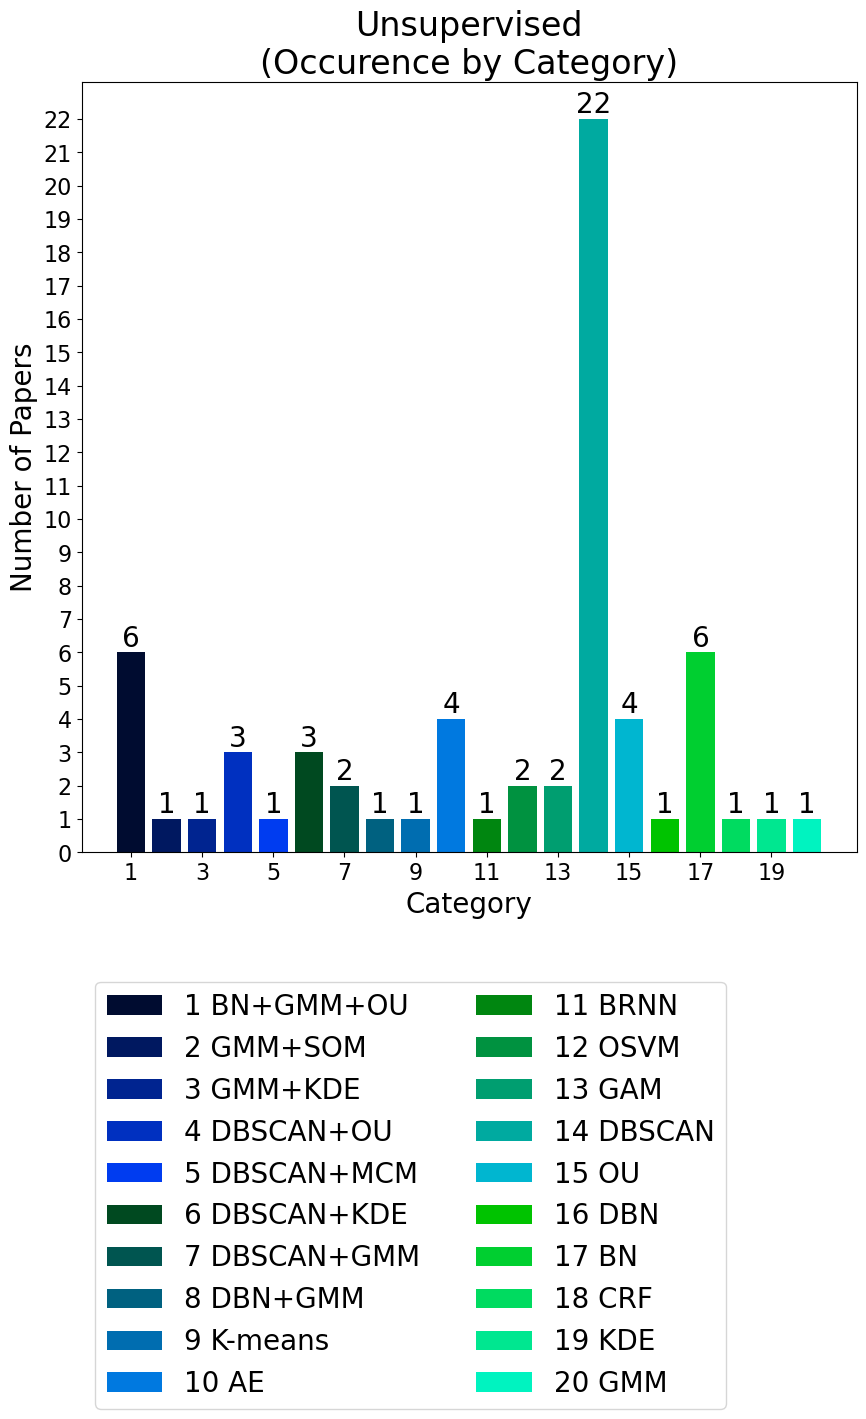 Unsupervised
(Occurence by Category)
22
21
20
19
18
17
16
15
14
13
12
11
10
9
8
7
6
5
4
3
2
1
0
Number of Papers
6
1
1
3
1
3
2
1
1
4
1
2
2
22
4
1
6
1
1
1
1
3
5
7
9
11
13
15
17
19
Category
1 BN+GMM+OU
2 GMM+SOM
3 GMM+KDE
4 DBSCAN+OU
5 DBSCAN+MCM
6 DBSCAN+KDE
7 DBSCAN+GMM
8 DBN+GMM
9 K-means
10 AE
11 BRNN
12 OSVM
13 GAM
14 DBSCAN
15 OU
16 DBN
17 BN
18 CRF
19 KDE
20 GMM